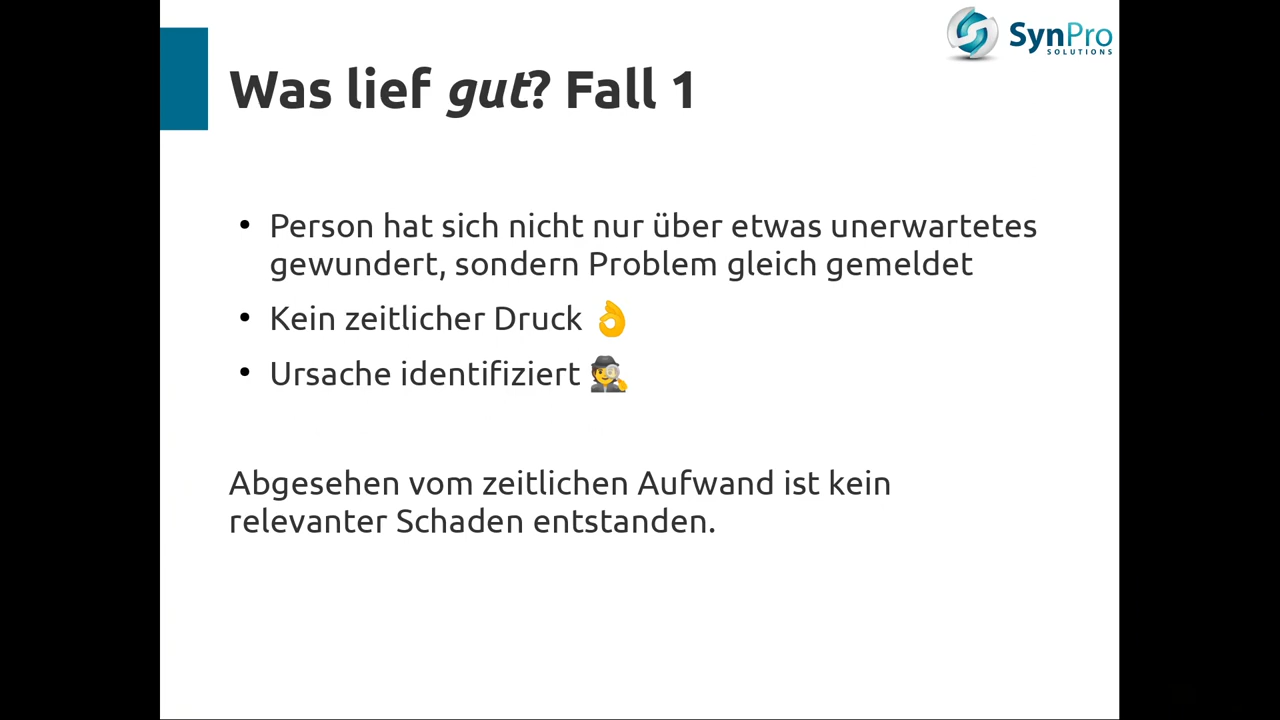 SynPro
SOLUTIONS
Was lief gut? Fall 1
• Person hat sich nicht nur über etwas unerwartetes
gewundert, sondern Problem gleich gemeldet
• Kein zeitlicher Druck 👌
• Ursache identifiziert 🕵️
Abgesehen vom zeitlichen Aufwand ist kein
relevanter Schaden entstanden.